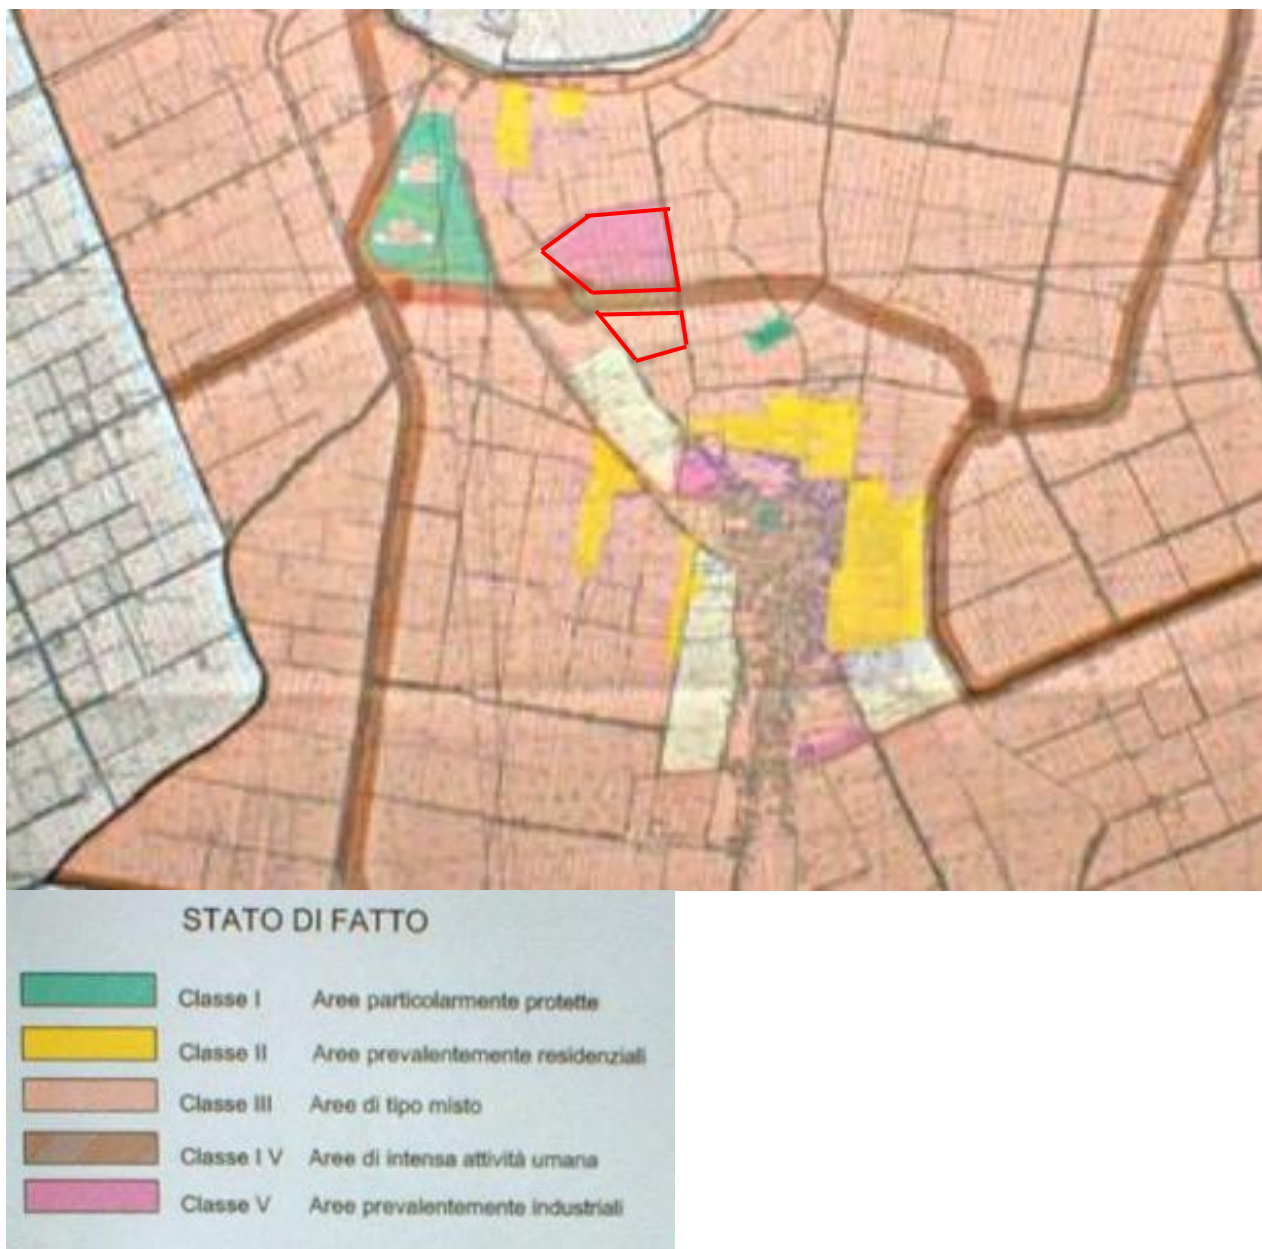 STATO DI FATTO
Classe I Aree particolarmente protette
Classe II Aree prevalentemente residenziali
Classe III Aree di tipo misto
Classe I V Aree di intensa attività umana
Classe V Aree prevalentemente industriali